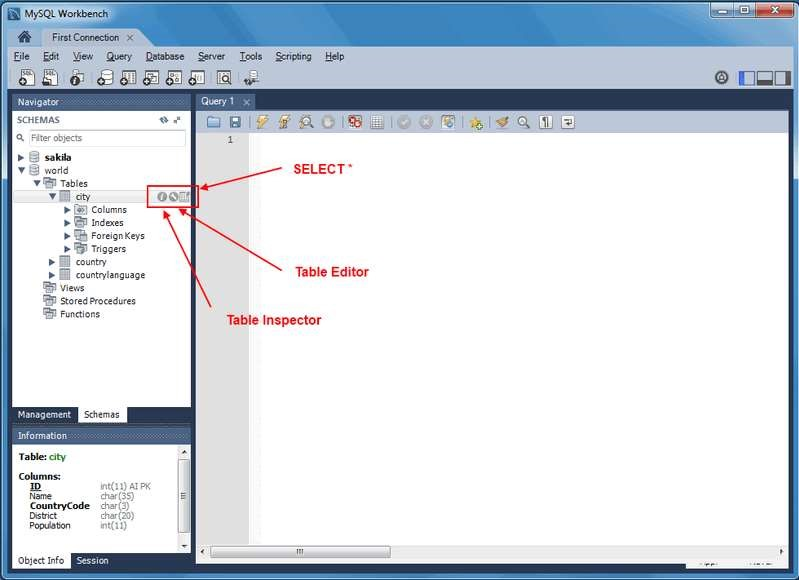 MySQL Workbench
First Connection
File Edit View Query Database Server Tools Scripting Help
Navigator
Query 1
SCHEMAS
Filter objects
1
sakila
world
Tables
city
SELECT *
Columns
Indexes
Foreign Keys
Triggers
country
Table Editor
countrylanguage
Views
Stored Procedures
Functions
Table Inspector
Management Schemas
Information
Table: city
Columns:
ID int(11) AI PK
Name char(35)
CountryCode char(3)
District char(20)
Population int(11)
Object Info Session